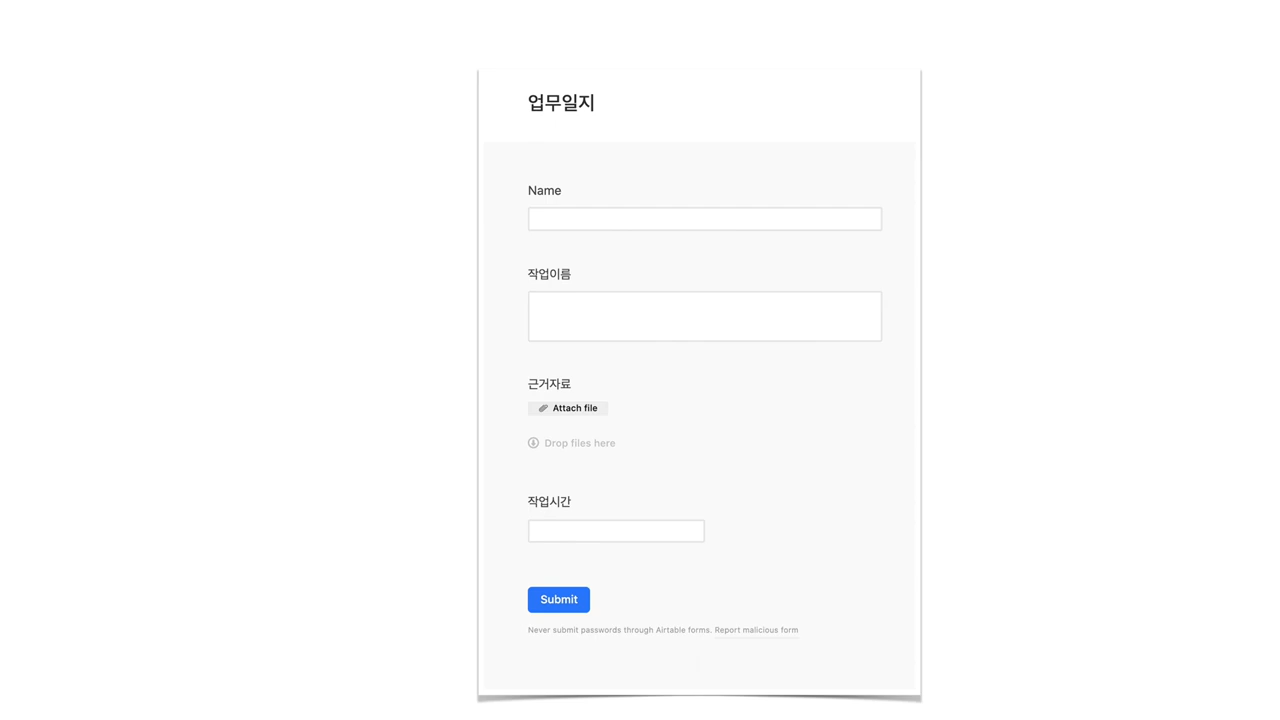 업무일지
Name
작업이름
근거자료
Attach file
Drop files here
작업시간
Submit
Never submit passwords through Airtable forms. Report malicious form